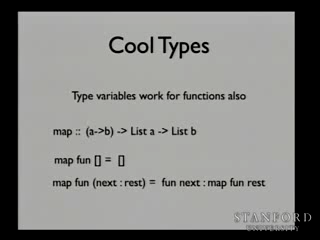 Cool Types
Type variables work for functions also
map :: (a->b) -> List a -> List b
map fun [] = []
map fun (next : rest) = fun next : map fun rest
STANFORD
UNIVERSITY